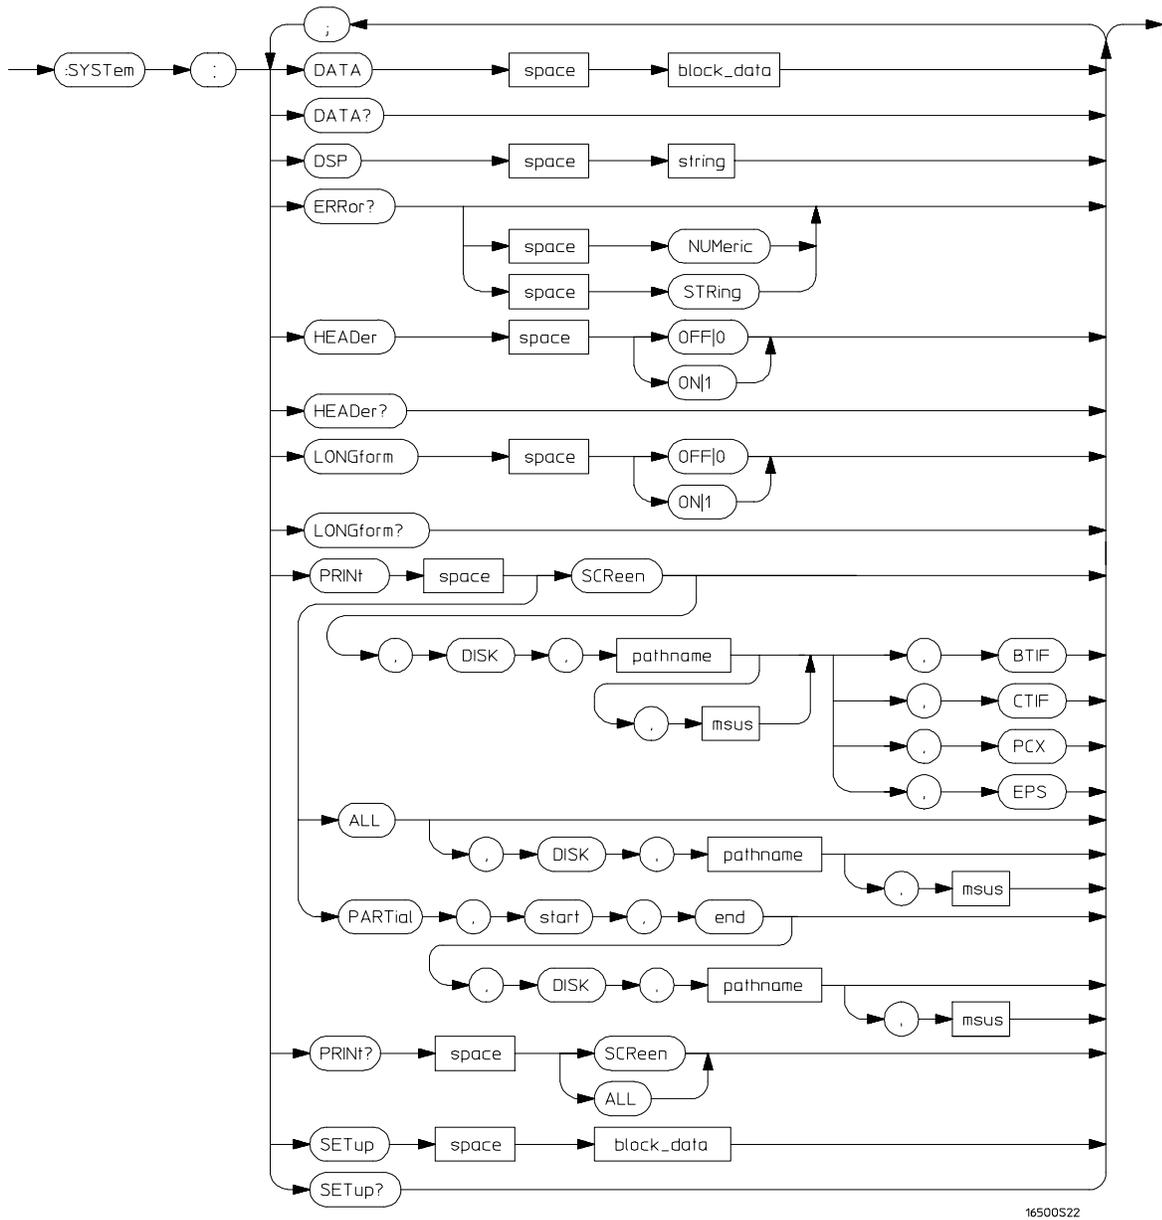 ;
:SYSTem : DATA space block_data
DATA?
DSP space string
ERRor?
space NUMeric
space STRing
HEADer space OFF|0
ON|1
HEADer?
LONGform space OFF|0
ON|1
LONGform?
PRINt space SCReen
, DISK , pathname , BTIF
, msus , CTIF
, PCX
, EPS
ALL
, DISK , pathname
, msus
PARTial , start , end
, DISK , pathname
, msus
PRINt? space SCReen
ALL
SETup space block_data
SETup?
16500S22